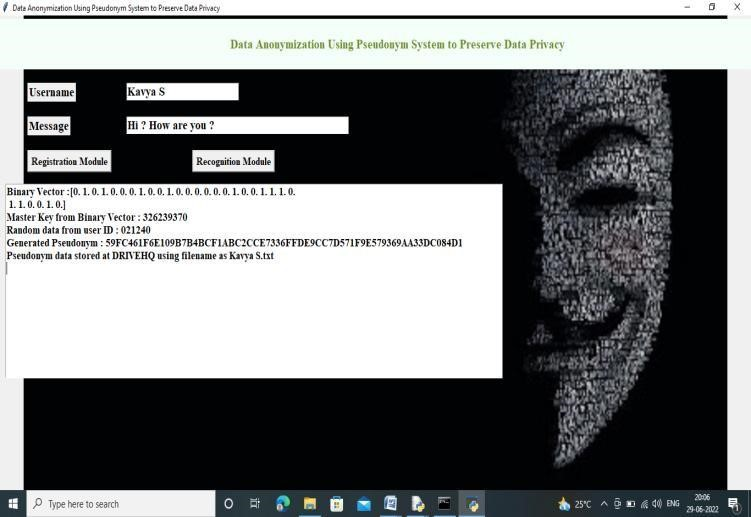 Data Anonymization Using Pseudonym System to Preserve Data Privacy
Data Anonymization Using Pseudonym System to Preserve Data Privacy
Username Kavya S
Message Hi ? How are you ?
Registration Module Recognition Module
Binary Vector :[0. 1. 0. 1. 0. 0. 0. 1. 0. 0. 1. 0. 0. 0. 0. 0. 0. 1. 0. 0. 1. 1. 1. 0.
1. 1. 0. 0. 1. 0.]
Master Key from Binary Vector : 326239370
Random data from user ID : 021240
Generated Pseudonym : 59FC461F6E109B7B4BCF1ABC2CCE7336FFDE9CC7D571F9E579369AA33DC084D1
Pseudonym data stored at DRIVEHQ using filename as Kavya S.txt
Type here to search
25°C ENG 20:06
29-06-2022